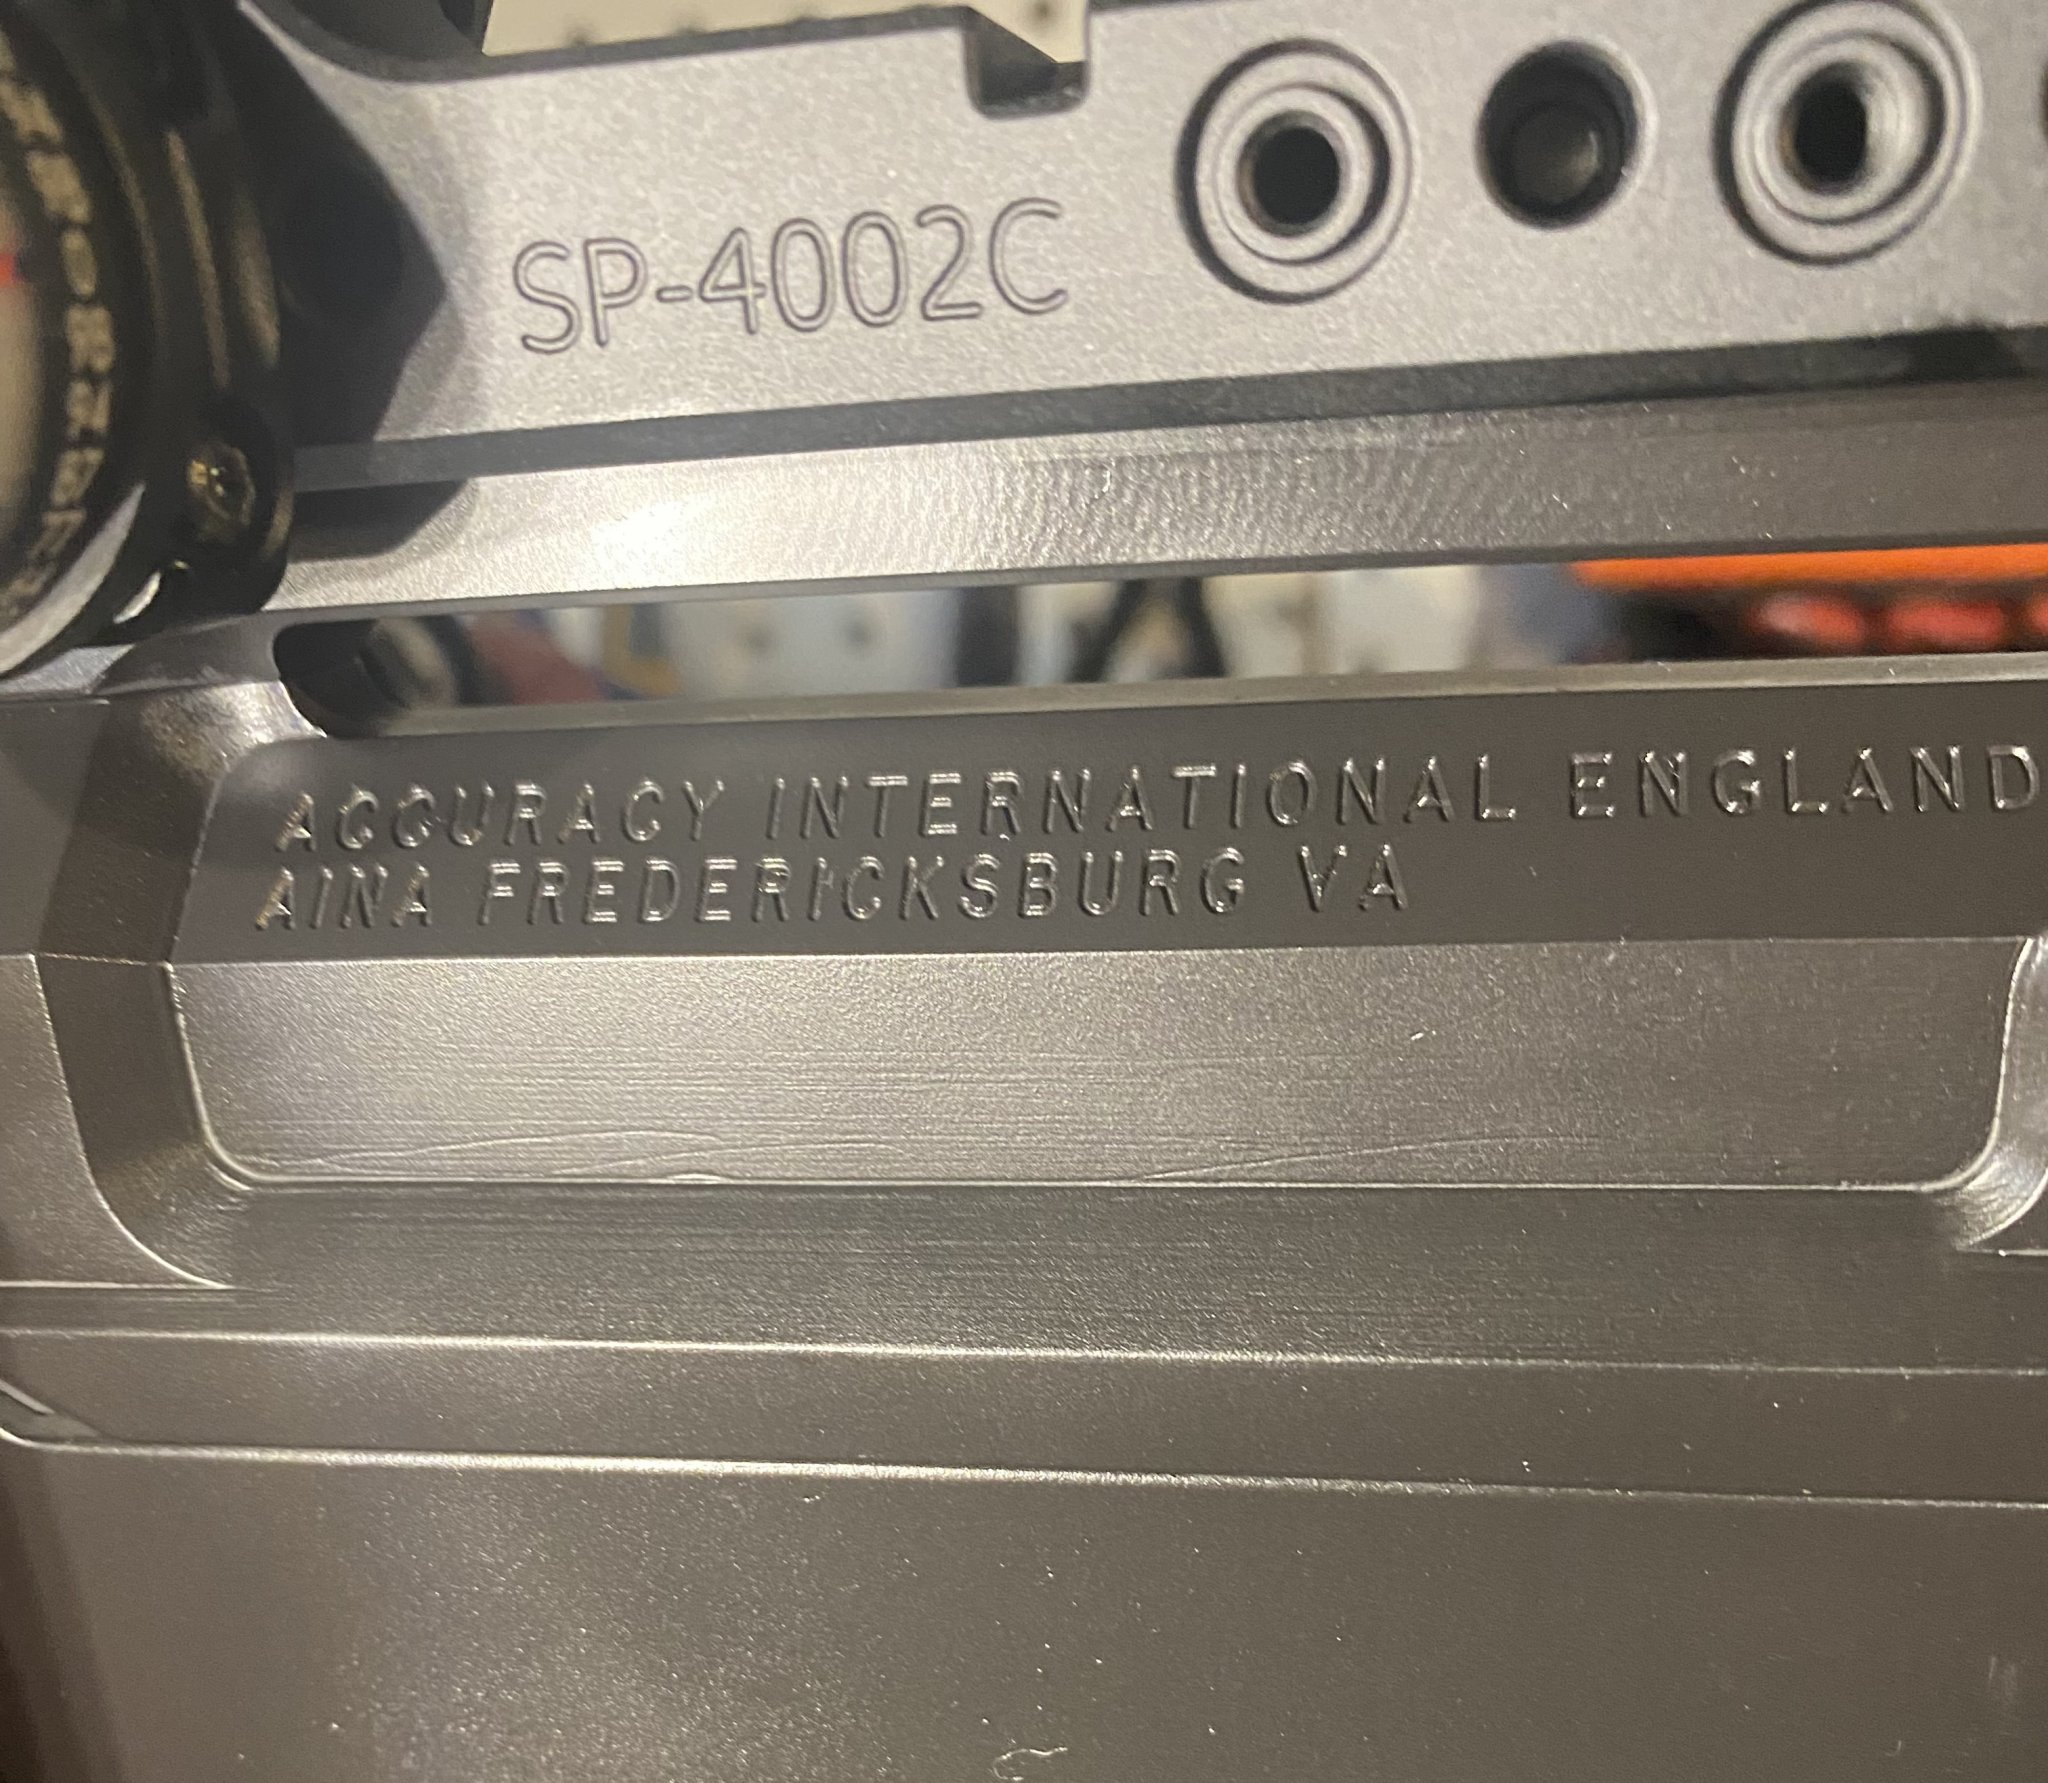 SP-4002C
ACCURACY INTERNATIONAL ENGLAND
AINA FREDERICKSBURG VA